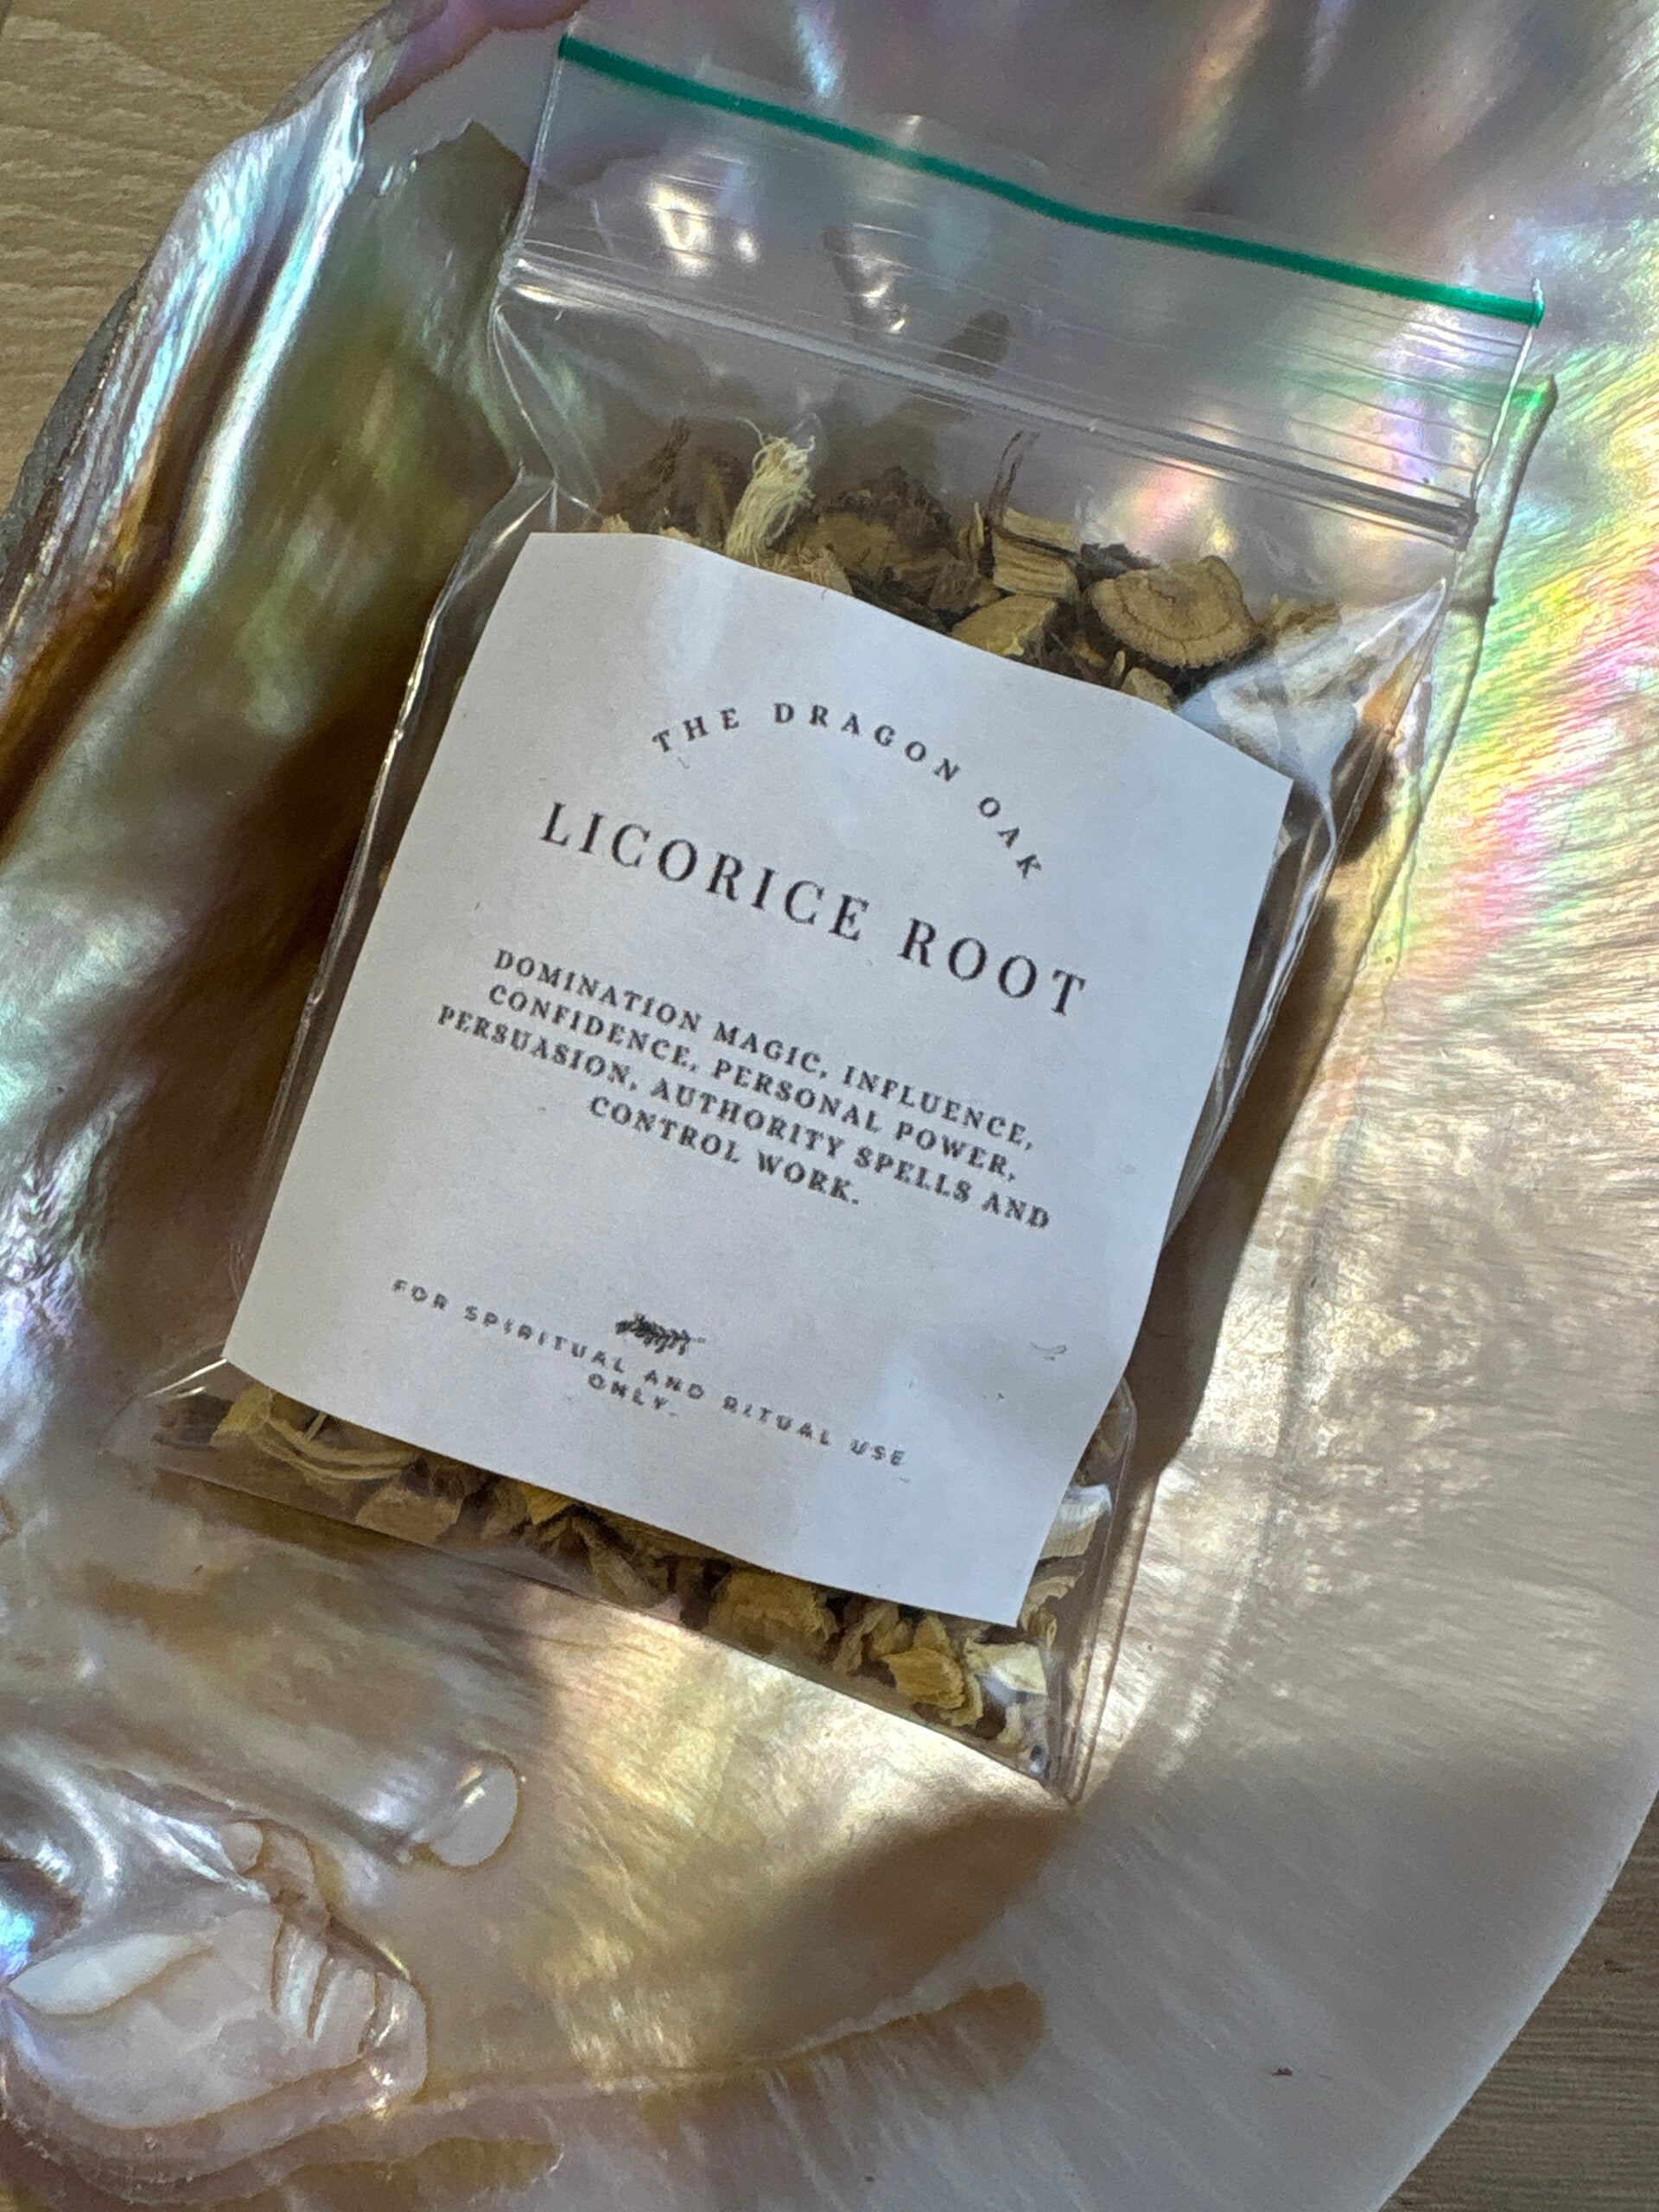 THE DRAGON OAK
LICORICE ROOT
DOMINATION MAGIC, INFLUENCE,
CONFIDENCE, PERSONAL POWER,
PERSUASION, AUTHORITY SPELLS AND
CONTROL WORK.
FOR SPIRITUAL AND RITUAL USE
ONLY.